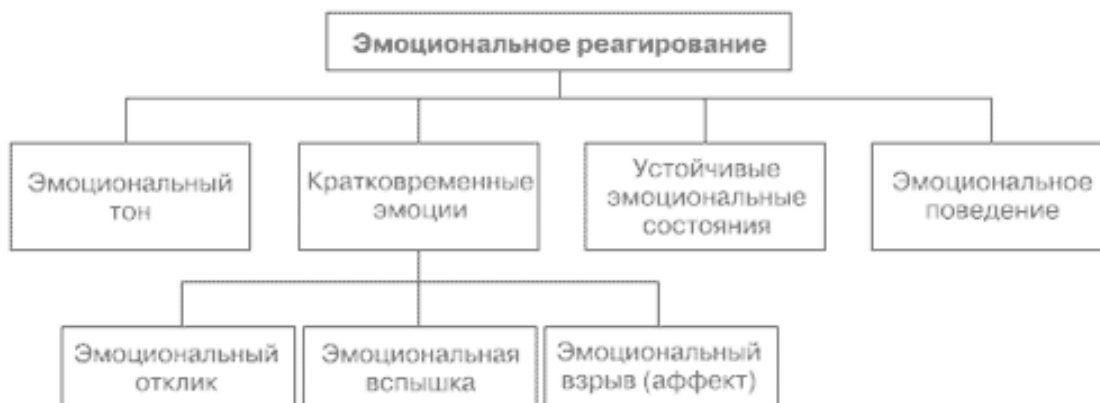 Эмоциональное реагирование
Эмоциональный
тон
Кратковременные
эмоции
Устойчивые
эмоциональные
состояния
Эмоциональное
поведение
Эмоциональный
отклик
Эмоциональная
вспышка
Эмоциональный
взрыв (аффект)